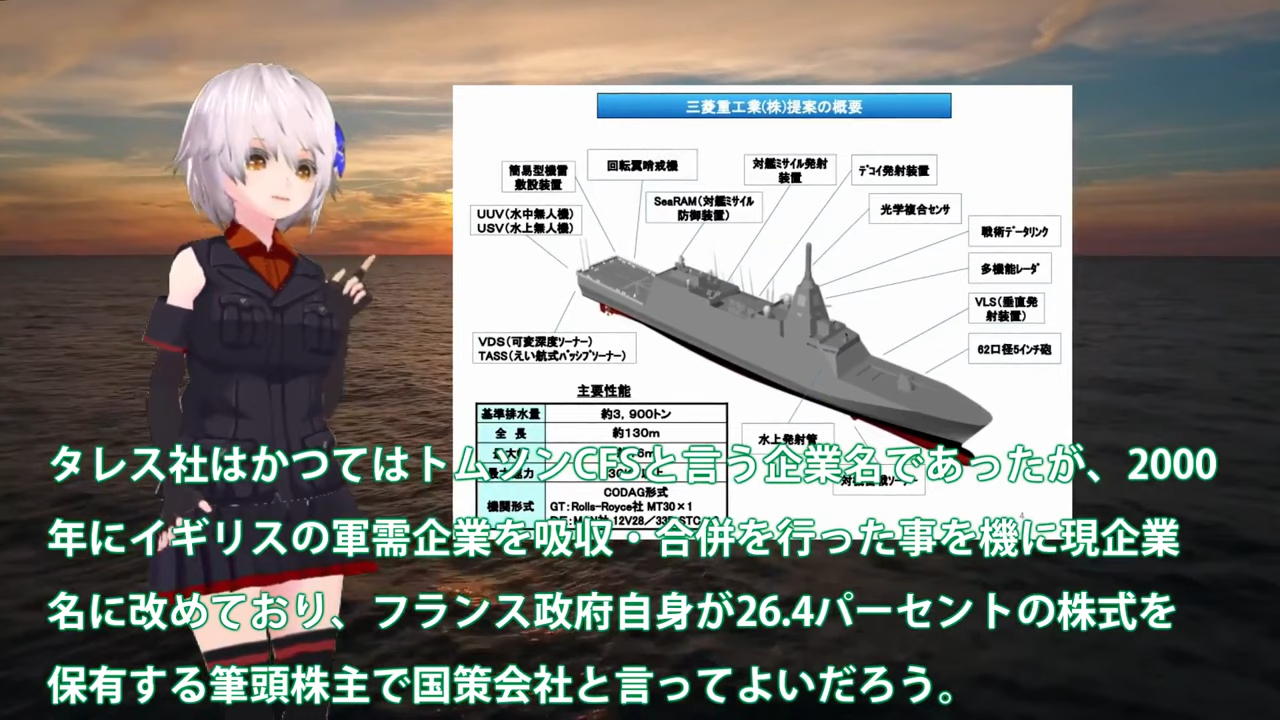 三菱重工業(株)提案の概要
簡易型機雷
敷設装置
回転翼哨戒機
対艦ミサイル発射
装置
デコイ発射装置
UUV(水中無人機)
USV(水上無人機)
SeaRAM(対艦ミサイル
防御装置)
光学複合センサ
戦術データリンク
多機能レーダ
VLS(垂直発
射装置)
62口径5インチ砲
VDS(可変深度ソーナー)
TASS(えい航式パッシブソーナー)
主要性能
基準排水量 約3,900トン
全 長 約130m
水上発射管
CODAG形式
機関形式 GT:Rolls-Royce社 MT30×1
4
タレス社はかつてはトムソンCFSと言う企業名であったが、2000
年にイギリスの軍需企業を吸収・合併を行った事を機に現企業
名に改めており、フランス政府自身が26.4パーセントの株式を
保有する筆頭株主で国策会社と言ってよいだろう。